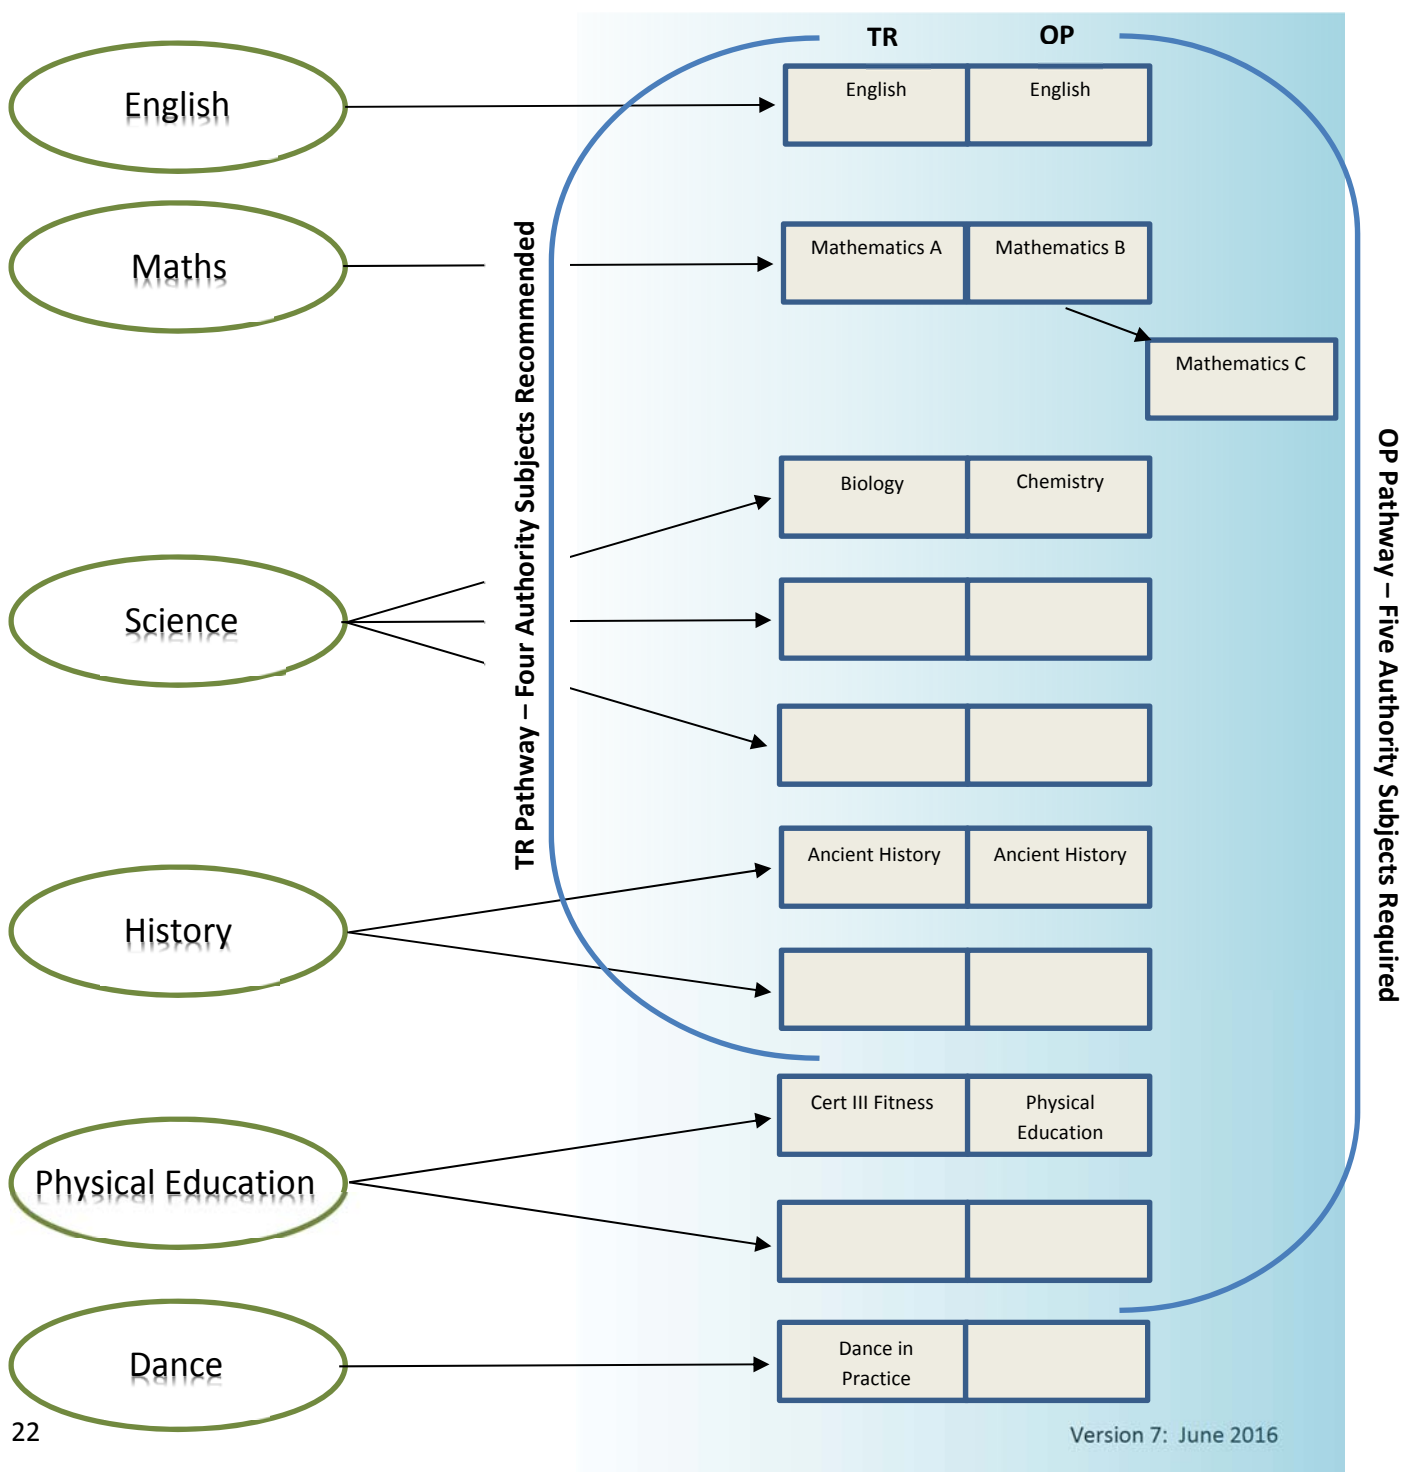 TR OP
English
English English
Maths
Mathematics A Mathematics B
Mathematics C
TR Pathway – Four Authority Subjects Recommended
OP Pathway – Five Authority Subjects Required
Biology Chemistry
Science
Ancient History Ancient History
History
Cert III Fitness Physical
Education
Physical Education
Dance in
Practice
Dance
22
Version 7: June 2016